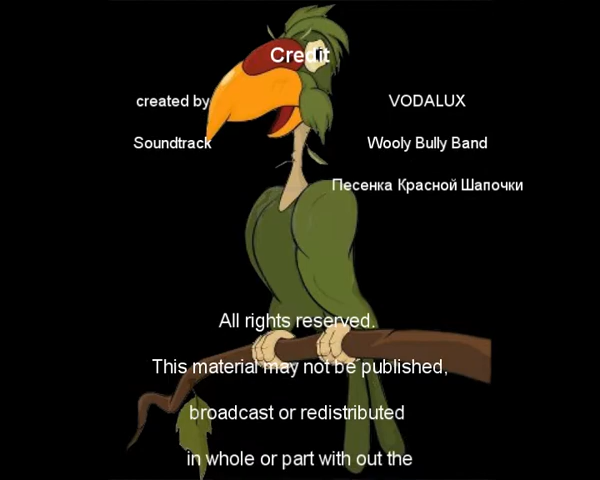 Credit
created by VODALUX
Soundtrack Wooly Bully Band
Песенка Красной Шапочки
All rights reserved.
This material may not be published,
broadcast or redistributed
in whole or part with out the